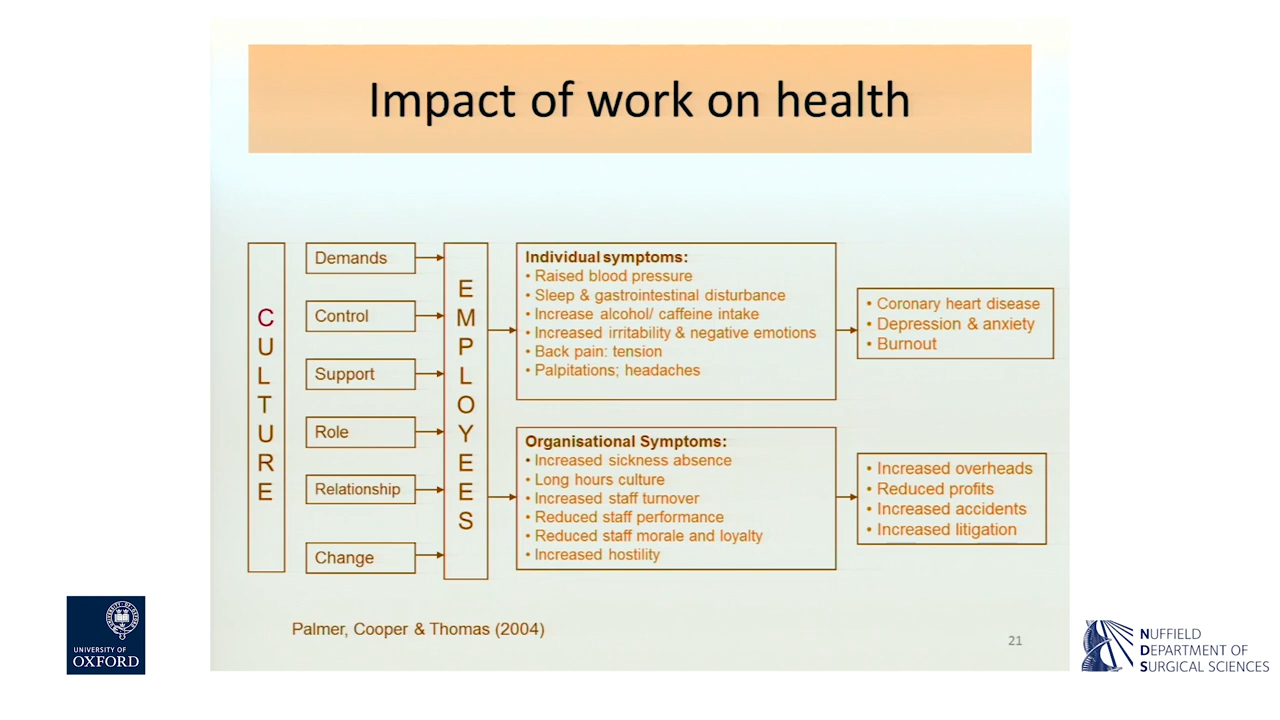 Impact of work on health
CULTURE
Demands
Control
Support
Role
Relationship
Change
EMPLOYEES
Individual symptoms:
• Raised blood pressure
• Sleep & gastrointestinal disturbance
• Increase alcohol/ caffeine intake
• Increased irritability & negative emotions
• Back pain: tension
• Palpitations; headaches
• Coronary heart disease
• Depression & anxiety
• Burnout
Organisational Symptoms:
• Increased sickness absence
• Long hours culture
• Increased staff turnover
• Reduced staff performance
• Reduced staff morale and loyalty
• Increased hostility
• Increased overheads
• Reduced profits
• Increased accidents
• Increased litigation
Palmer, Cooper & Thomas (2004)
21
UNIVERSITY OF
OXFORD
NUFFIELD
DEPARTMENT OF
SURGICAL SCIENCES